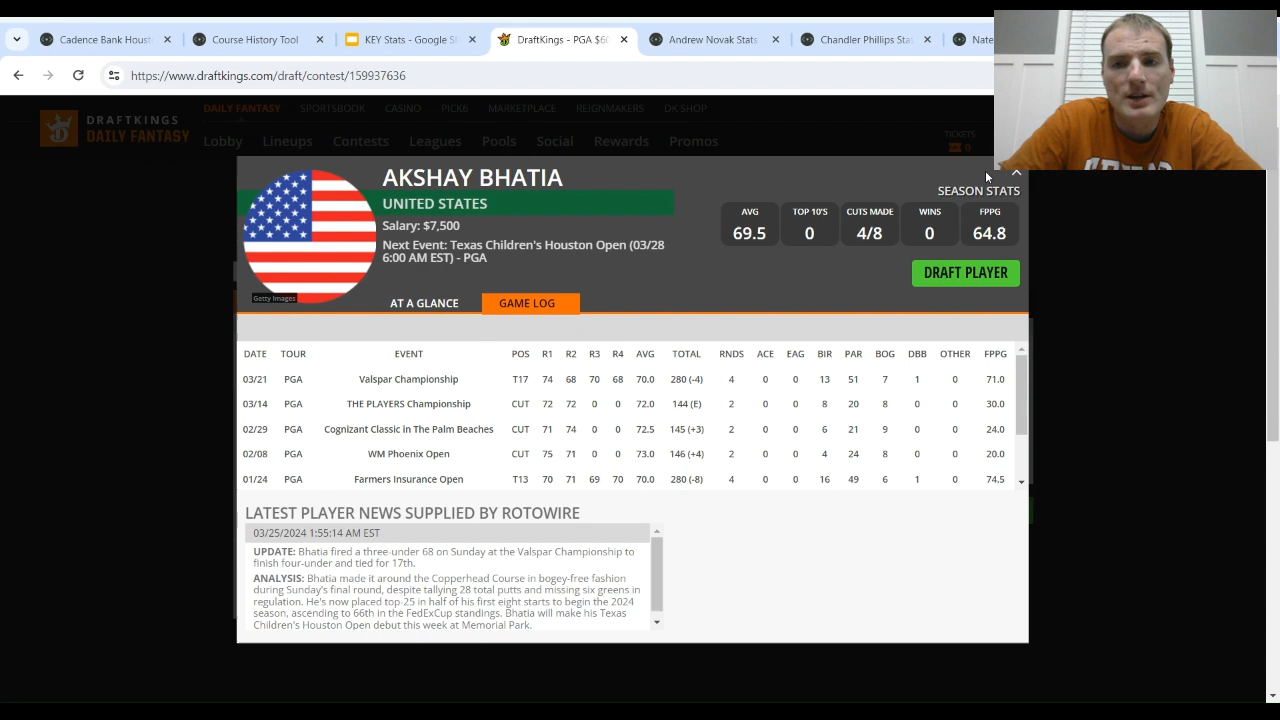 Cadence Bank Houst
Course History Tool
DraftKings - PGA $60
Andrew Novak Stats
Chandler Phillips Sta
Google S
Nate
https://www.draftkings.com/draft/contest/159937456
DRAFTKINGS
DAILY FANTASY
DAILY FANTASY SPORTSBOOK CASINO PICK6 MARKETPLACE REIGNMAKERS DK SHOP
Lobby Lineups Contests Leagues Pools Social Rewards Promos
TICKETS
0
AKSHAY BHATIA
UNITED STATES
Salary: $7,500
Next Event: Texas Children's Houston Open (03/28
6:00 AM EST) - PGA
Getty Images
SEASON STATS
AVG TOP 10'S CUTS MADE WINS FPPG
69.5 0 4/8 0 64.8
DRAFT PLAYER
AT A GLANCE GAME LOG
DATE TOUR EVENT POS R1 R2 R3 R4 AVG TOTAL RNDS ACE EAG BIR PAR BOG DBB OTHER FPPG
03/21 PGA Valspar Championship T17 74 68 70 68 70.0 280 (-4) 4 0 0 13 51 7 1 0 71.0
03/14 PGA THE PLAYERS Championship CUT 72 72 0 0 72.0 144 (E) 2 0 0 8 20 8 0 0 30.0
02/29 PGA Cognizant Classic in The Palm Beaches CUT 71 74 0 0 72.5 145 (+3) 2 0 0 6 21 9 0 0 24.0
02/08 PGA WM Phoenix Open CUT 75 71 0 0 73.0 146 (+4) 2 0 0 4 24 8 0 0 20.0
01/24 PGA Farmers Insurance Open T13 70 71 69 70 70.0 280 (-8) 4 0 0 16 49 6 1 0 74.5
LATEST PLAYER NEWS SUPPLIED BY ROTOWIRE
03/25/2024 1:55:14 AM EST
UPDATE: Bhatia fired a three-under 68 on Sunday at the Valspar Championship to
finish four-under and tied for 17th.
ANALYSIS: Bhatia made it around the Copperhead Course in bogey-free fashion
during Sunday's final round, despite tallying 28 total putts and missing six greens in
regulation. He's now placed top-25 in half of his first eight starts to begin the 2024
season, ascending to 66th in the FedExCup standings. Bhatia will make his Texas
Children's Houston Open debut this week at Memorial Park.